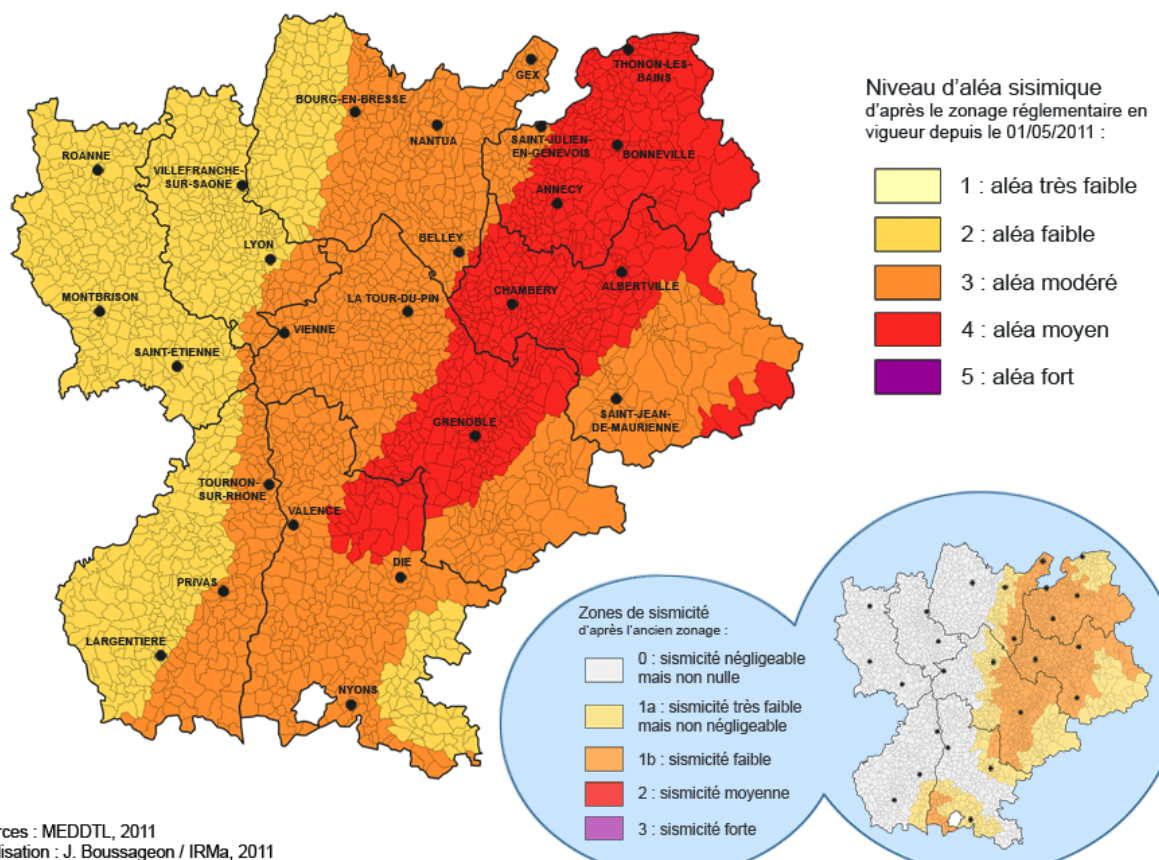 GEX
THONON-LES-
BAINS
BOURG-EN-BRESSE
NANTUA
SAINT-JULIEN-
EN-GENEVOIS
BONNEVILLE
ROANNE
VILLEFRANCHE-
SUR-SAONE
ANNECY
LYON
BELLEY
MONTBRISON
LA TOUR-DU-PIN
CHAMBERY
ALBERTVILLE
VIENNE
SAINT-ETIENNE
SAINT-JEAN-
DE-MAURIENNE
GRENOBLE
TOURNON-
SUR-RHONE
VALENCE
DIE
PRIVAS
LARGENTIERE
NYONS
Niveau d'aléa sisimique
d'après le zonage réglementaire en
vigueur depuis le 01/05/2011 :
1 : aléa très faible
2 : aléa faible
3 : aléa modéré
4 : aléa moyen
5 : aléa fort
Zones de sismicité
d'après l'ancien zonage :
0 : sismicité négligeable
mais non nulle
1a : sismicité très faible
mais non négligeable
1b : sismicité faible
2 : sismicité moyenne
3 : sismicité forte
rces : MEDDTL, 2011
lisation : J. Boussageon / IRMa, 2011